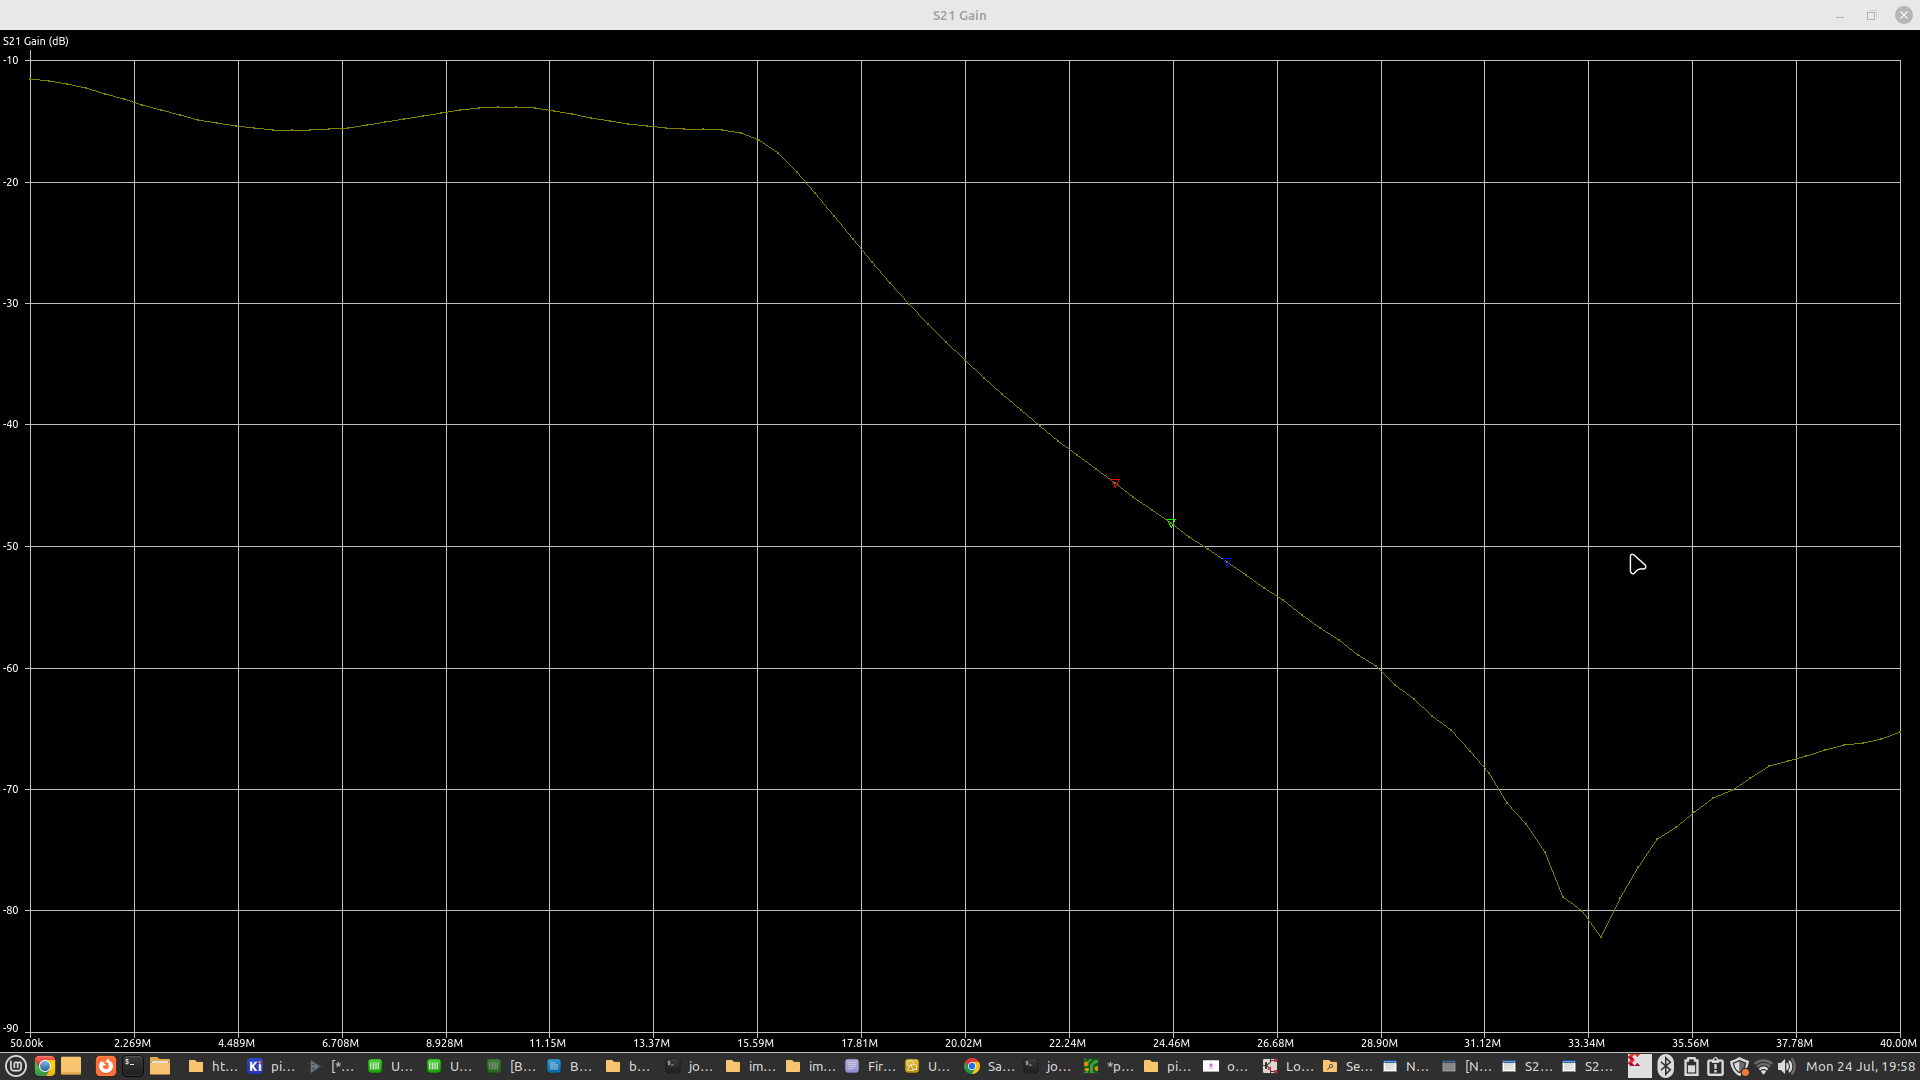 S21 Gain
S21 Gain (dB)
-10
-20
-30
-40
-50
-60
-70
-80
-90
50.00k 2.269M 4.489M 6.708M 8.928M 11.15M 13.37M 15.59M 17.81M 20.02M 22.24M 24.46M 26.68M 28.90M 31.12M 33.34M 35.56M 37.78M 40.00M
ht... Ki pi... [*... U... U... [B... B... b... jo... im... im... Fir... U... Sa... jo... *p... pi... o... Lo... Se... N... [N... S2... S2... Mon 24 Jul, 19:58